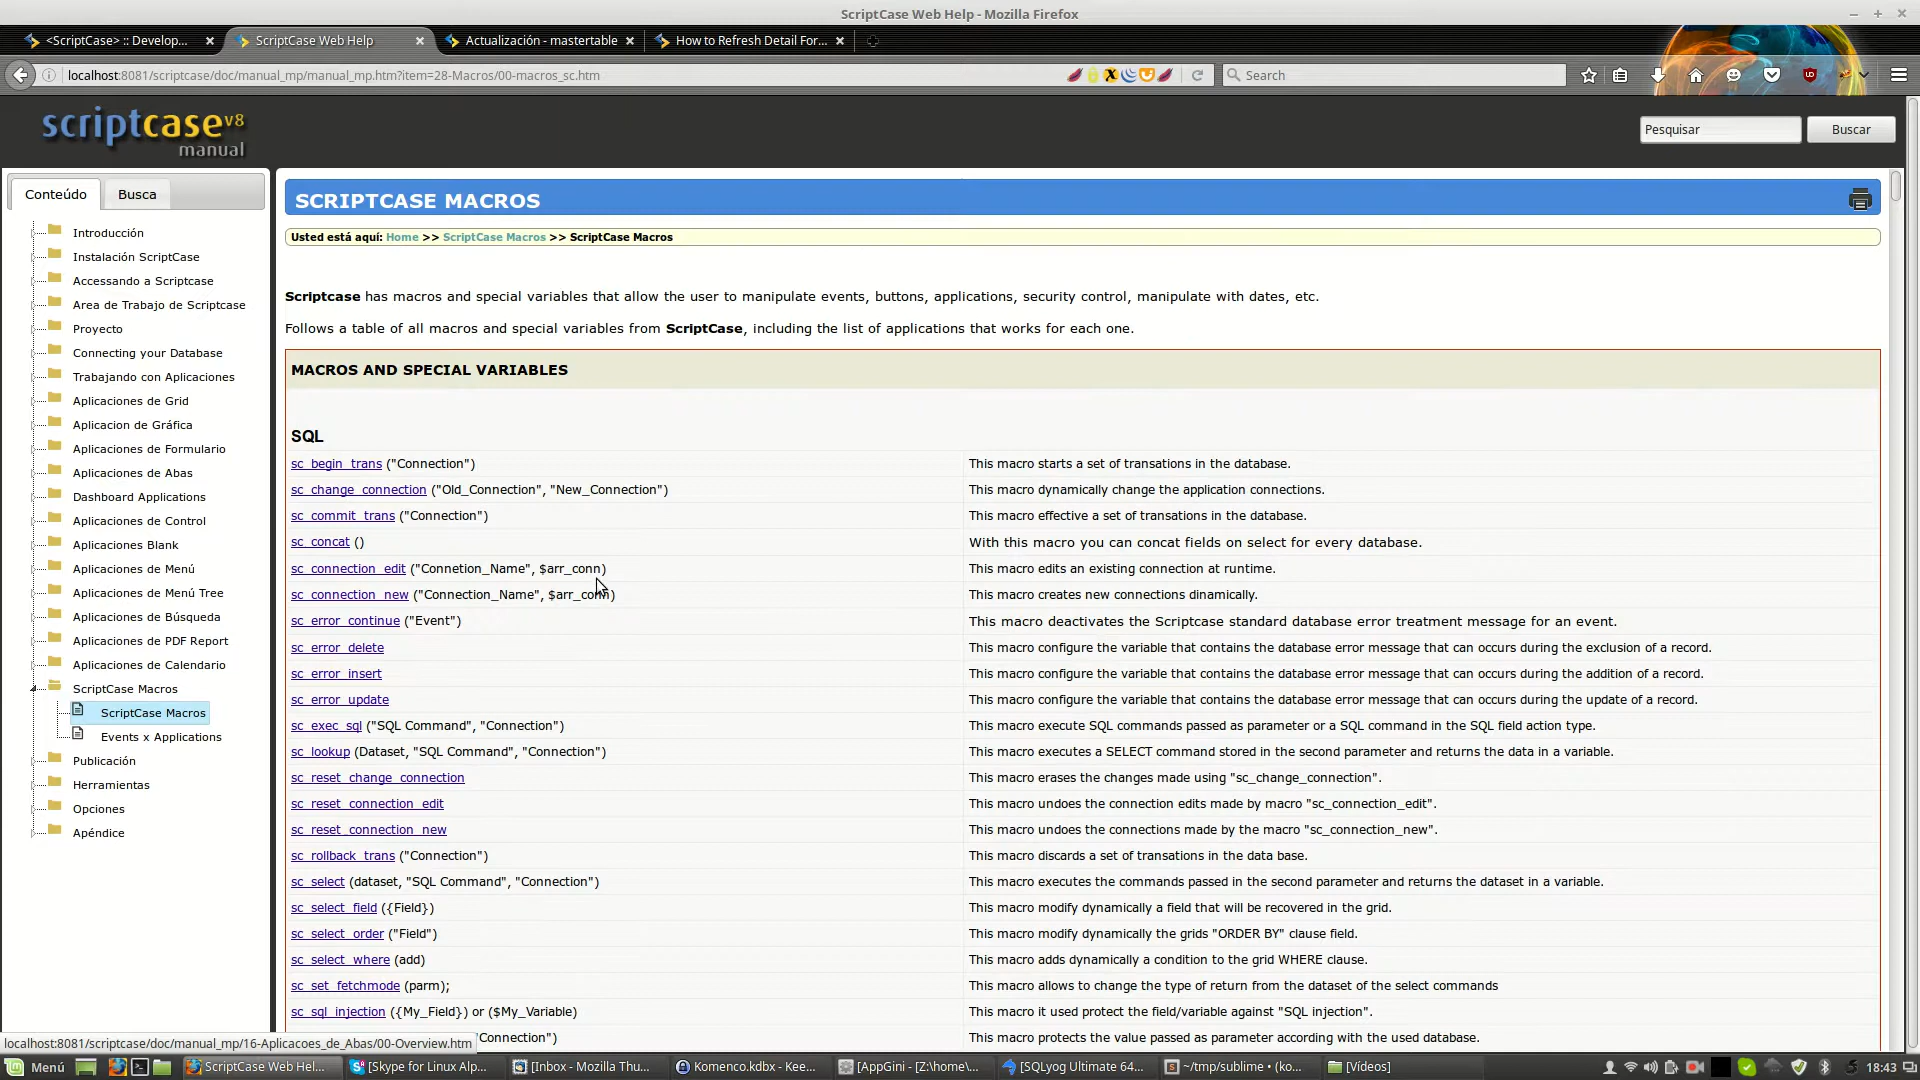 ScriptCase Web Help - Mozilla Firefox
<ScriptCase> :: Develop...
ScriptCase Web Help
Actualización - mastertable
How to Refresh Detail For...
localhost:8081/scriptcase/doc/manual_mp/manual_mp.htm?item=28-Macros/00-macros_sc.htm
Search
scriptcase v8
manual
Pesquisar
Buscar
Conteúdo
Busca
Introducción
Instalación ScriptCase
Accessando a Scriptcase
Area de Trabajo de Scriptcase
Proyecto
Connecting your Database
Trabajando con Aplicaciones
Aplicaciones de Grid
Aplicacion de Gráfica
Aplicaciones de Formulario
Aplicaciones de Abas
Dashboard Applications
Aplicaciones de Control
Aplicaciones Blank
Aplicaciones de Menú
Aplicaciones de Menú Tree
Aplicaciones de Búsqueda
Aplicaciones de PDF Report
Aplicaciones de Calendario
ScriptCase Macros
ScriptCase Macros
Events x Applications
Publicación
Herramientas
Opciones
Apéndice
SCRIPTCASE MACROS
Usted está aquí: Home >> ScriptCase Macros >> ScriptCase Macros
Scriptcase has macros and special variables that allow the user to manipulate events, buttons, applications, security control, manipulate with dates, etc.
Follows a table of all macros and special variables from ScriptCase, including the list of applications that works for each one.
MACROS AND SPECIAL VARIABLES
SQL
sc_begin_trans ("Connection") This macro starts a set of transations in the database.
sc_change_connection ("Old_Connection", "New_Connection") This macro dynamically change the application connections.
sc_commit_trans ("Connection") This macro effective a set of transations in the database.
sc_concat () With this macro you can concat fields on select for every database.
sc_connection_edit ("Connetion_Name", $arr_conn) This macro edits an existing connection at runtime.
sc_connection_new ("Connection_Name", $arr_conn) This macro creates new connections dinamically.
sc_error_continue ("Event") This macro deactivates the Scriptcase standard database error treatment message for an event.
sc_error_delete This macro configure the variable that contains the database error message that can occurs during the exclusion of a record.
sc_error_insert This macro configure the variable that contains the database error message that can occurs during the addition of a record.
sc_error_update This macro configure the variable that contains the database error message that can occurs during the update of a record.
sc_exec_sql ("SQL Command", "Connection") This macro execute SQL commands passed as parameter or a SQL command in the SQL field action type.
sc_lookup (Dataset, "SQL Command", "Connection") This macro executes a SELECT command stored in the second parameter and returns the data in a variable.
sc_reset_change_connection This macro erases the changes made using "sc_change_connection".
sc_reset_connection_edit This macro undoes the connection edits made by macro "sc_connection_edit".
sc_reset_connection_new This macro undoes the connections made by the macro "sc_connection_new".
sc_rollback_trans ("Connection") This macro discards a set of transations in the data base.
sc_select (dataset, "SQL Command", "Connection") This macro executes the commands passed in the second parameter and returns the dataset in a variable.
sc_select_field ({Field}) This macro modify dynamically a field that will be recovered in the grid.
sc_select_order ("Field") This macro modify dynamically the grids "ORDER BY" clause field.
sc_select_where (add) This macro adds dynamically a condition to the grid WHERE clause.
sc_set_fetchmode (parm); This macro allows to change the type of return from the dataset of the select commands
sc_sql_injection ({My_Field}) or ($My_Variable) This macro it used protect the field/variable against "SQL injection".
"Connection") This macro protects the value passed as parameter according with the used database.
localhost:8081/scriptcase/doc/manual_mp/16-Aplicacoes_de_Abas/00-Overview.htm
Menú
ScriptCase Web Hel...
[Skype for Linux Alp...
[Inbox - Mozilla Thu...
Komenco.kdbx - Kee...
[AppGini - [Z:\home\...
[SQLyog Ultimate 64...
~/tmp/sublime • (ko...
[Vídeos]
18:43